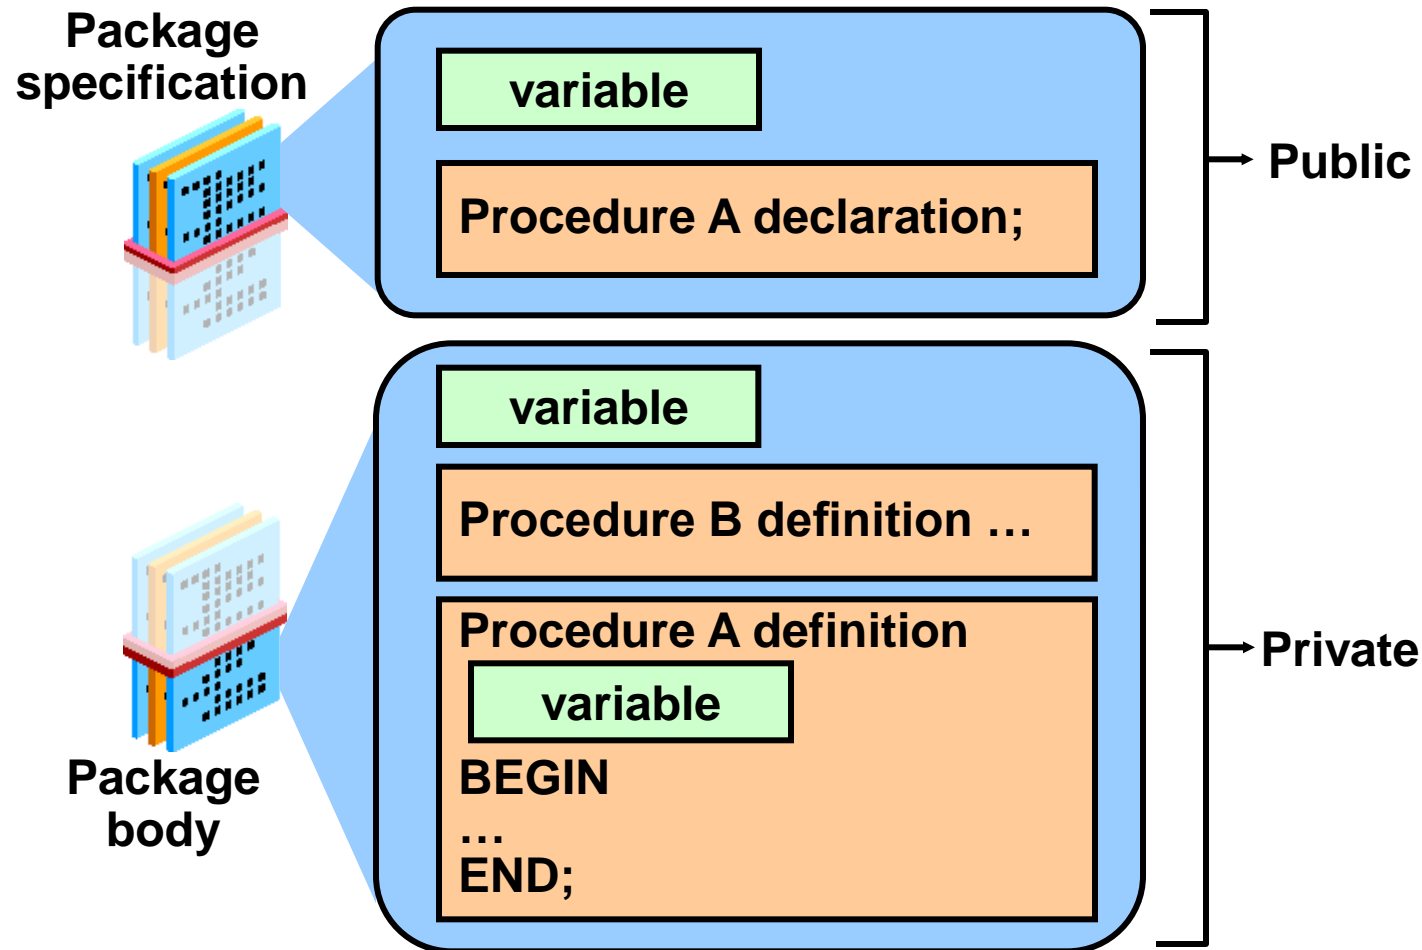 Package
specification
variable
Procedure A declaration;
Public
variable
Procedure B definition …
Procedure A definition
variable
BEGIN
…
END;
Private
Package
body